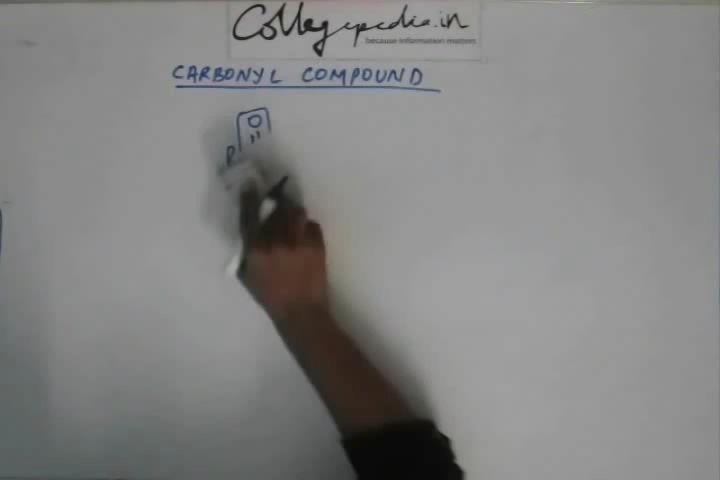 Collegepedia.in
because information matters
CARBONYL COMPOUND
O
R